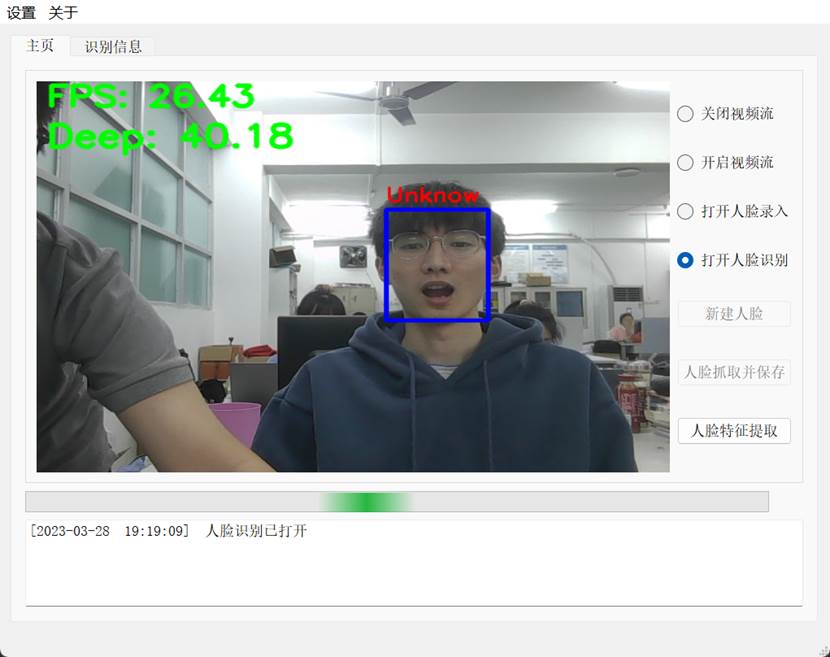 设置 关于
主页 识别信息
FPS: 26.43
Deep: 40.18
Unknow
关闭视频流
开启视频流
打开人脸录入
打开人脸识别
新建人脸
人脸抓取并保存
人脸特征提取
[2023-03-28 19:19:09] 人脸识别已打开